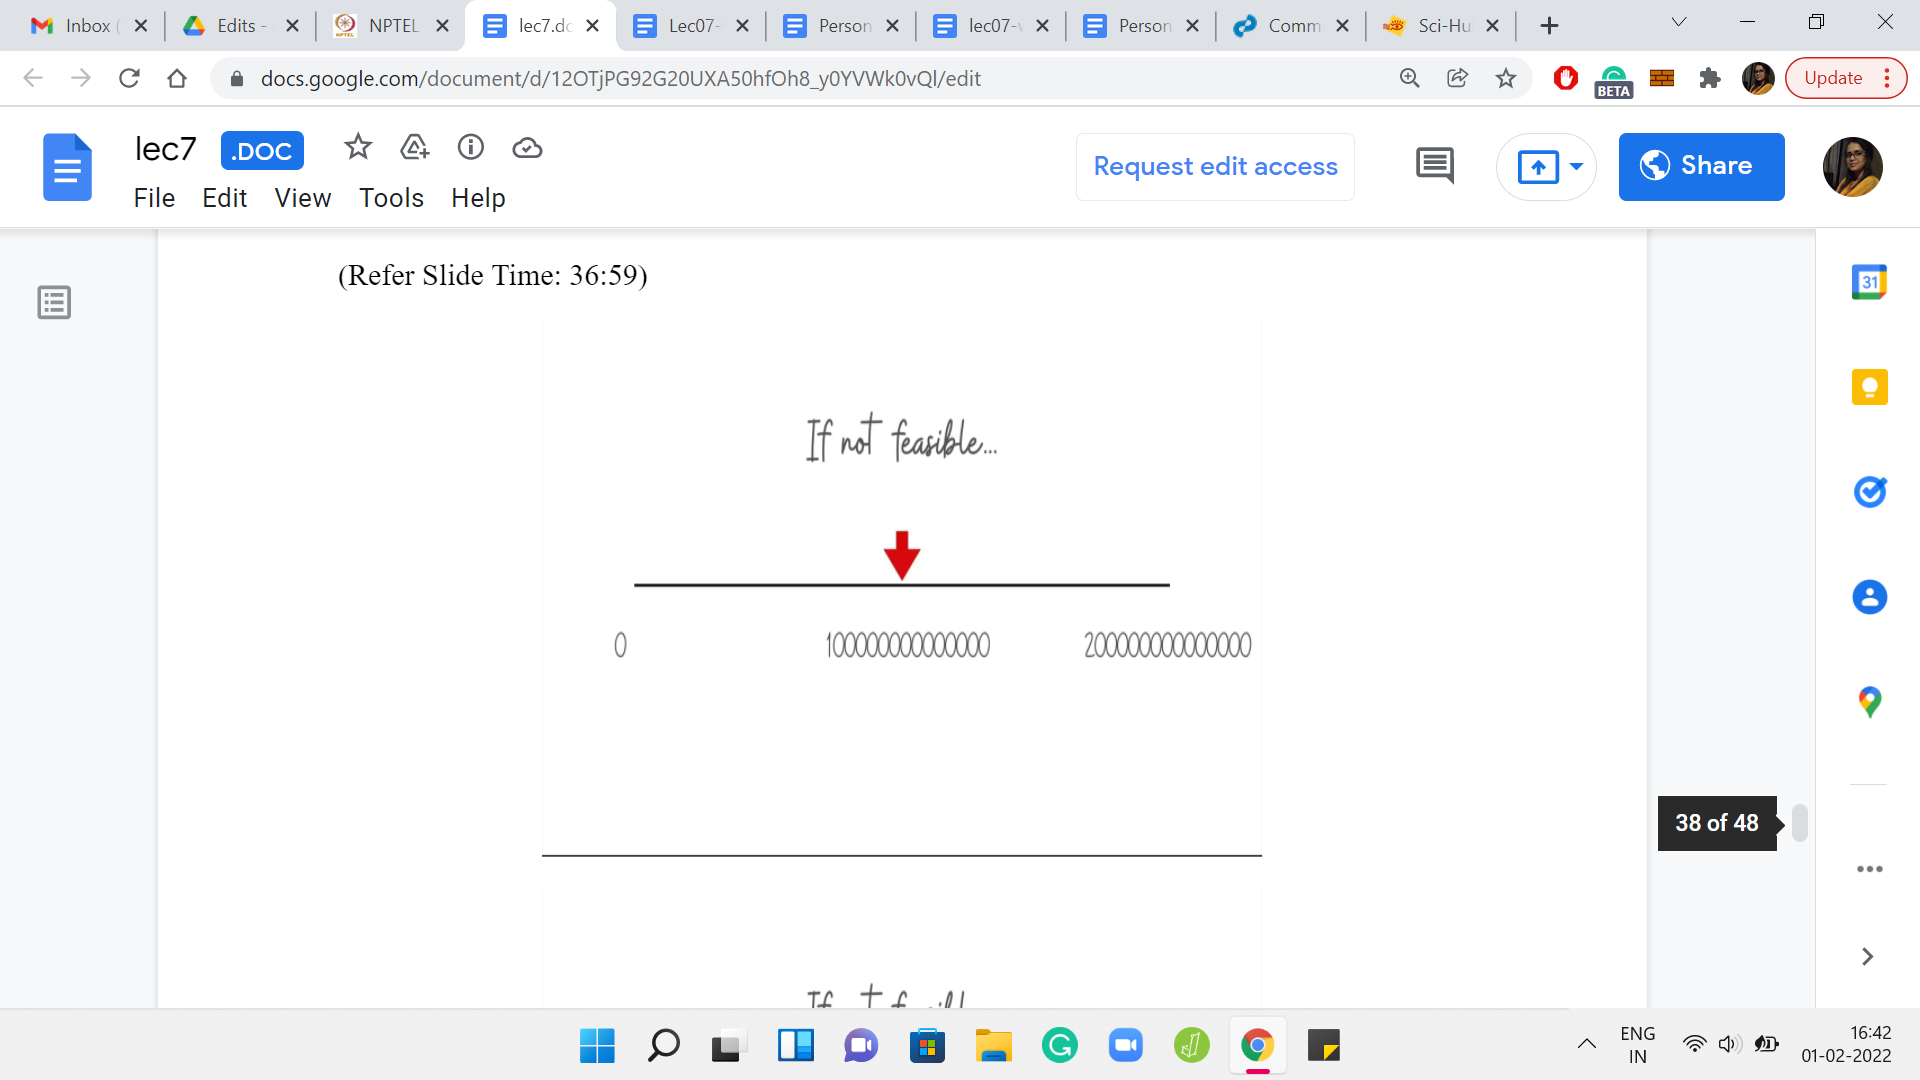 Inbox (
Edits -
NPTEL
lec7.dc
Lec07-
Person
lec07-v
Person
Comm
Sci-Hu
docs.google.com/document/d/12OTjPG92G20UXA50hfOh8_y0YVWk0vQl/edit
BETA
Update
lec7
.DOC
Request edit access
Share
File Edit View Tools Help
(Refer Slide Time: 36:59)
31
If not feasible...
0 100000000000000 200000000000000
38 of 48
ENG
IN
16:42
01-02-2022